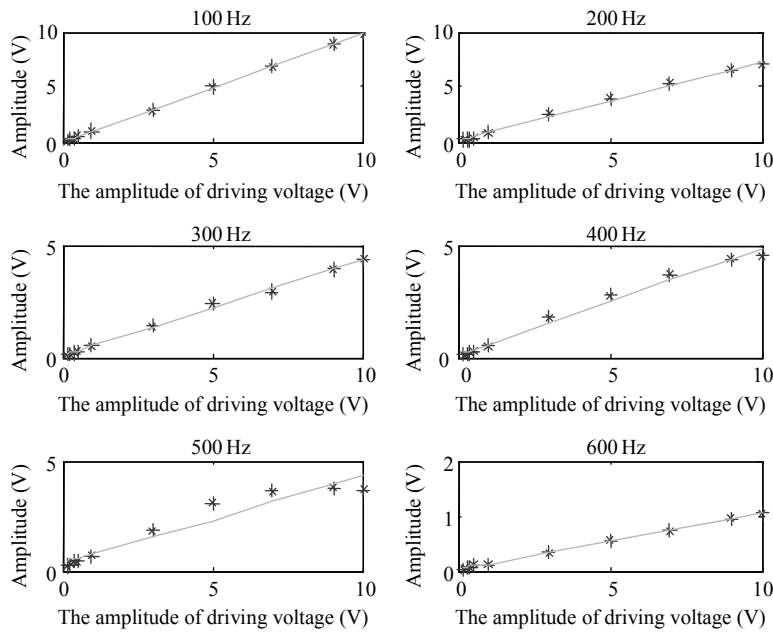 100 Hz
200 Hz
Amplitude (V)
10
5
0
0 5 10
The amplitude of driving voltage (V)
Amplitude (V)
10
5
0
0 5 10
The amplitude of driving voltage (V)
300 Hz
400 Hz
Amplitude (V)
5
0
0 5 10
The amplitude of driving voltage (V)
Amplitude (V)
5
0
0 5 10
The amplitude of driving voltage (V)
500 Hz
600 Hz
Amplitude (V)
5
0
0 5 10
The amplitude of driving voltage (V)
Amplitude (V)
2
1
0
0 5 10
The amplitude of driving voltage (V)